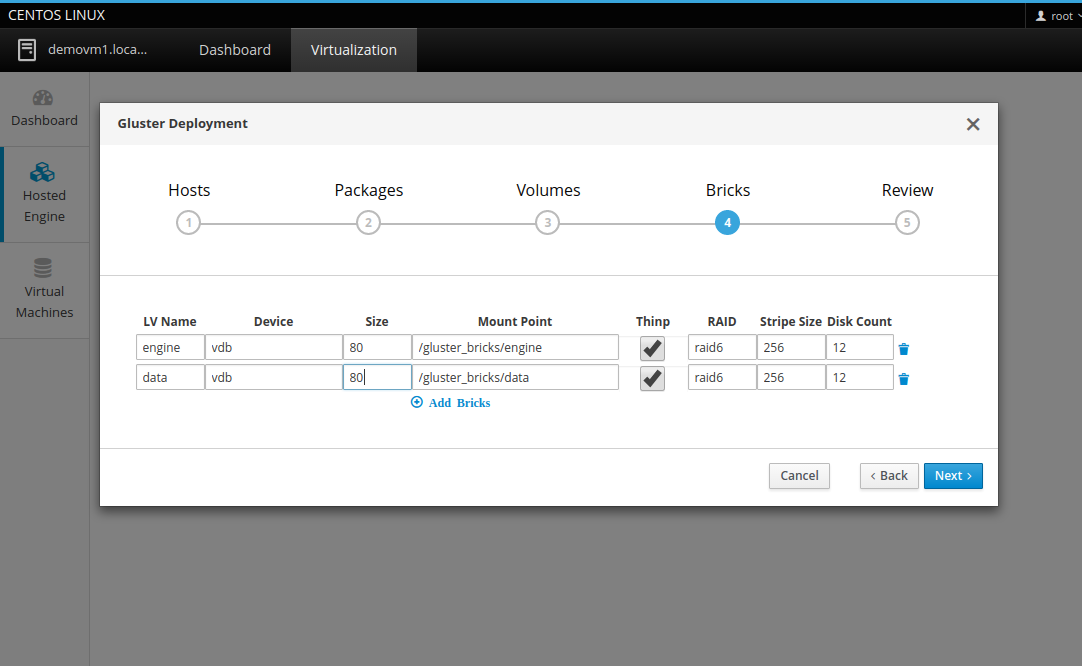 CENTOS LINUX
root
demovm1.loca...
Dashboard
Virtualization
Dashboard
Hosted
Engine
Virtual
Machines
Gluster Deployment
Hosts
Packages
Volumes
Bricks
Review
1
2
3
4
5
LV Name Device Size Mount Point Thinp RAID Stripe Size Disk Count
engine vdb 80 /gluster_bricks/engine raid6 256 12
data vdb 80 /gluster_bricks/data raid6 256 12
Add Bricks
Cancel
Back
Next